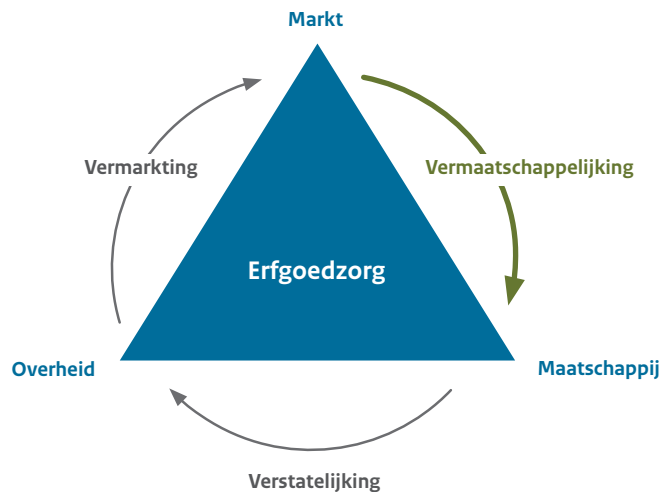 Markt
Vermarkting
Vermaatschappelijking
Erfgoedzorg
Overheid
Maatschappij
Verstatelijking